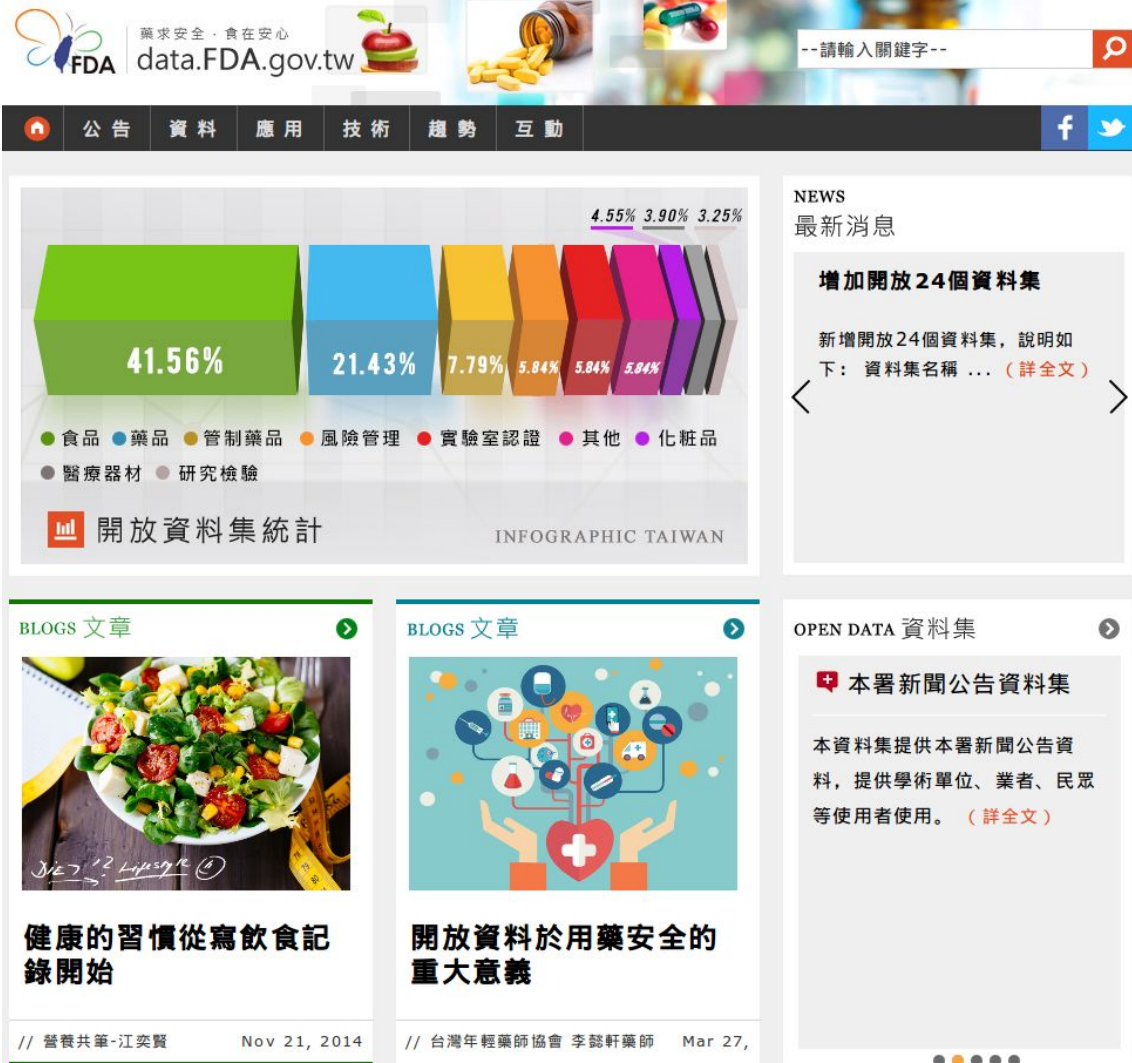 藥求安全·食在安心
FDA data.FDA.gov.tw
--請輸入關鍵字--
公告 資料 應用 技術 趨勢 互動
4.55% 3.90% 3.25%
41.56% 21.43% 7.79% 5.84% 5.84% 5.84%
食品 藥品 管制藥品 風險管理 實驗室認證 其他 化粧品
醫療器材 研究檢驗
開放資料集統計 INFOGRAPHIC TAIWAN
NEWS
最新消息
增加開放24個資料集
新增開放24個資料集，說明如
下： 資料集名稱 ... （詳全文）
BLOGS 文章
健康的習慣從寫飲食記
錄開始
// 營養共筆-江奕賢 Nov 21, 2014
BLOGS 文章
開放資料於用藥安全的
重大意義
// 台灣年輕藥師協會 李懿軒藥師 Mar 27,
OPEN DATA 資料集
本署新聞公告資料集
本資料集提供本署新聞公告資
料，提供學術單位、業者、民眾
等使用者使用。 （詳全文）